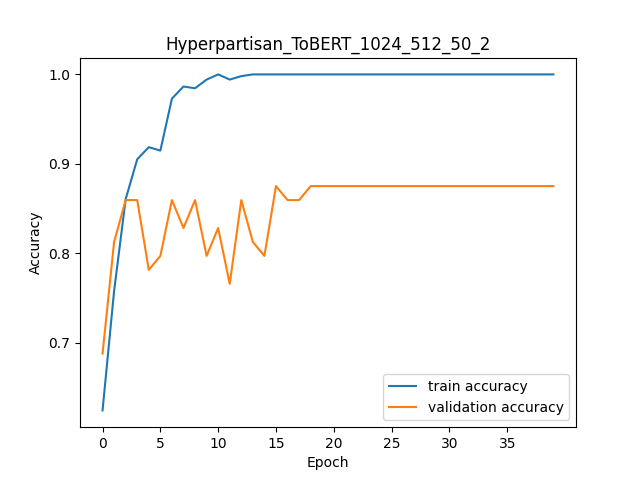 Hyperpartisan_ToBERT_1024_512_50_2
1.0
0.9
0.8
0.7
Accuracy
0 5 10 15 20 25 30 35
Epoch
train accuracy
validation accuracy